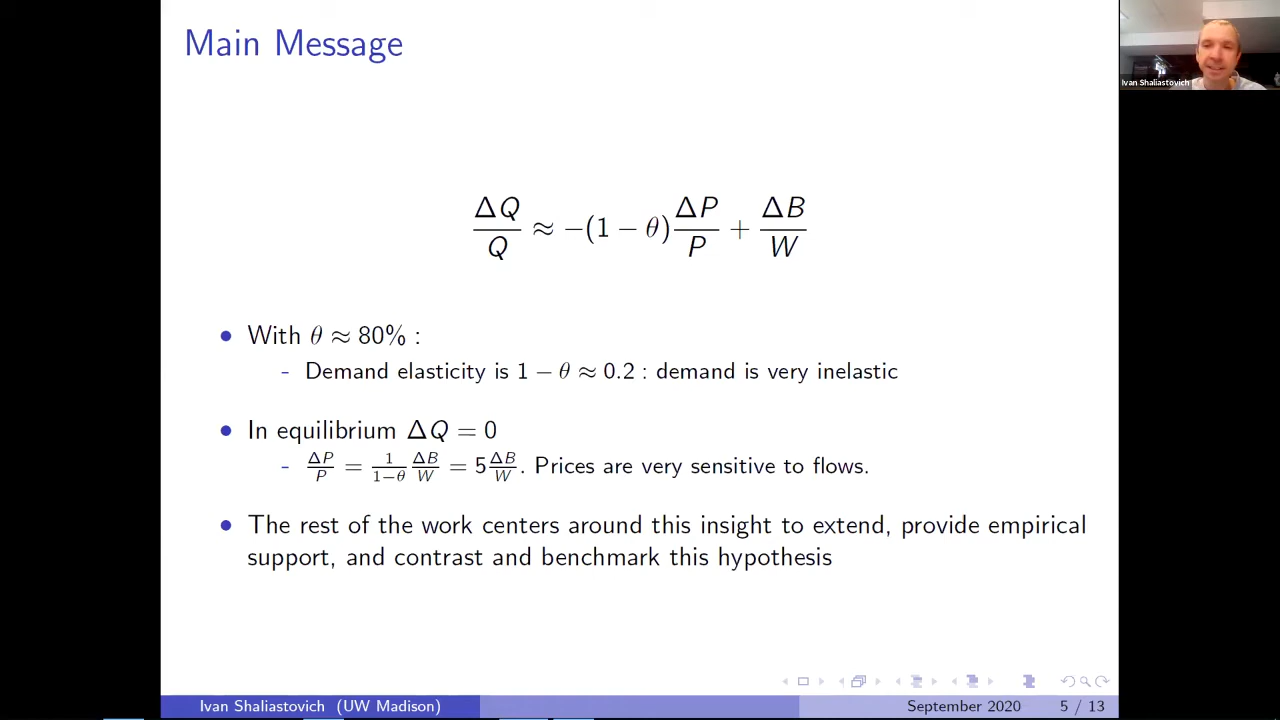 Main Message
Ivan Shaliastovich
ΔQ/Q ≈ −(1 − θ)ΔP/P + ΔB/W
• With θ ≈ 80% :
- Demand elasticity is 1 − θ ≈ 0.2 : demand is very inelastic
• In equilibrium ΔQ = 0
- ΔP/P = 1/(1−θ) ΔB/W = 5ΔB/W. Prices are very sensitive to flows.
• The rest of the work centers around this insight to extend, provide empirical
support, and contrast and benchmark this hypothesis
Ivan Shaliastovich (UW Madison)
September 2020
5 / 13